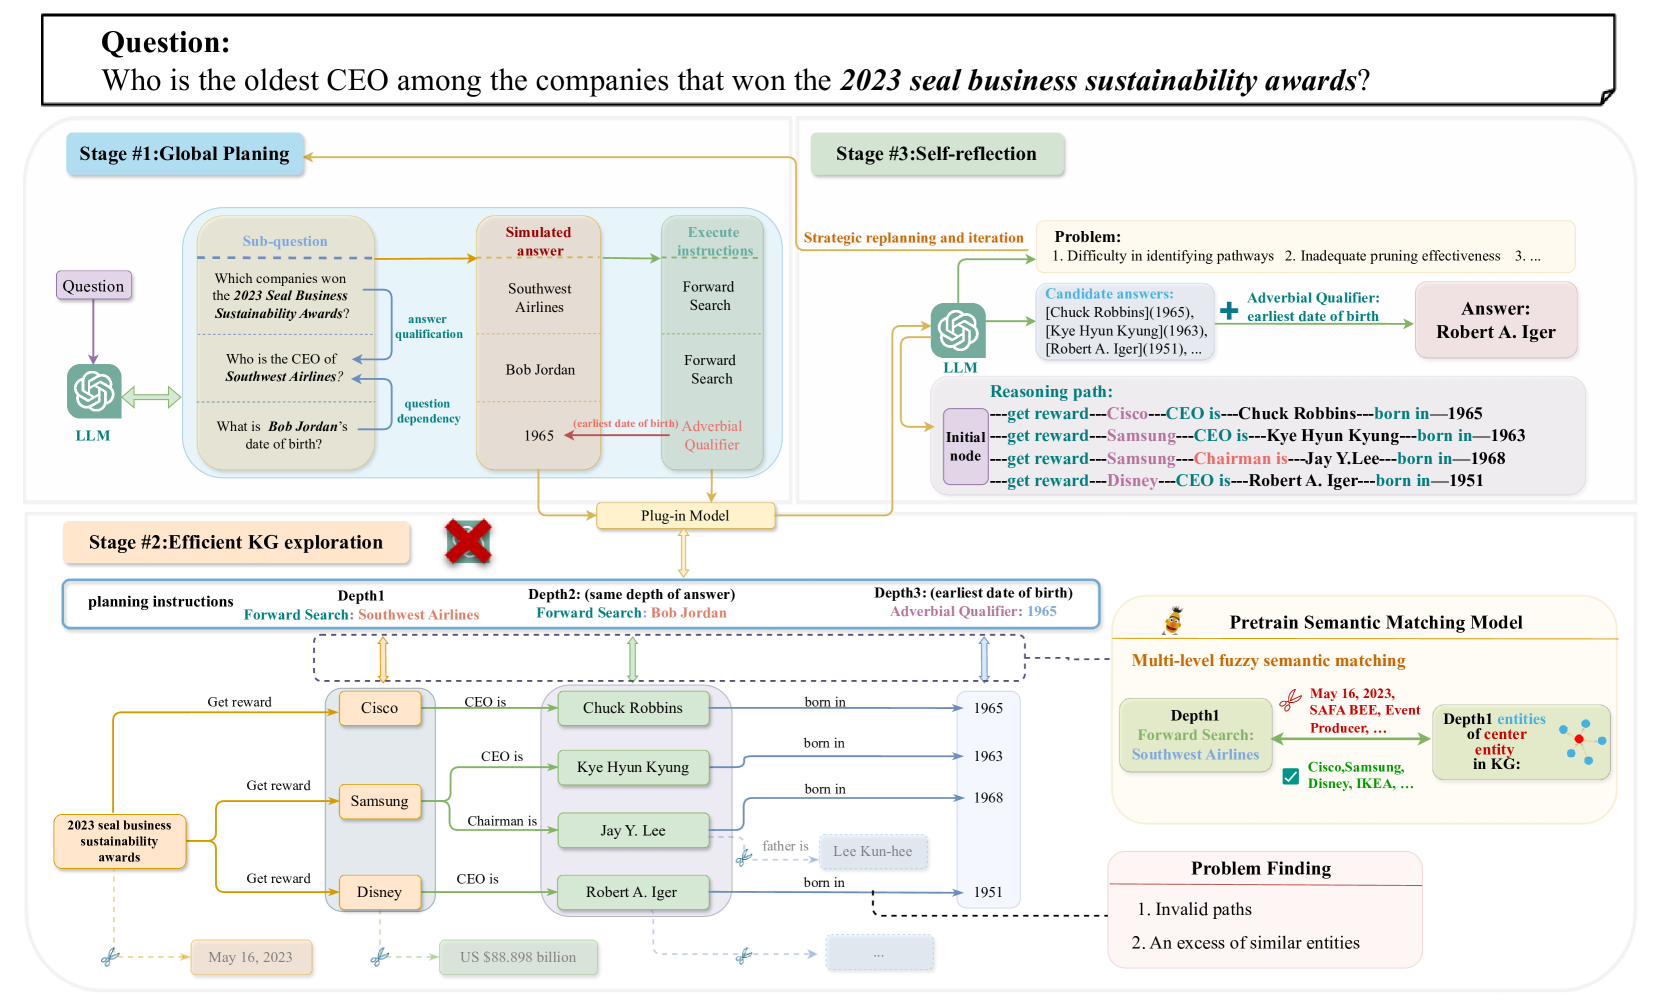 Question:
Who is the oldest CEO among the companies that won the 2023 seal business sustainability awards?
Stage #1:Global Planing
Question
LLM
Sub-question
Which companies won
the 2023 Seal Business
Sustainability Awards?
Who is the CEO of
Southwest Airlines?
What is Bob Jordan's
date of birth?
answer
qualification
question
dependency
Simulated
answer
Southwest
Airlines
Bob Jordan
1965
(earliest date of birth)
Execute
instructions
Forward
Search
Forward
Search
Adverbial
Qualifier
Plug-in Model
Stage #3:Self-reflection
Strategic replanning and iteration
Problem:
1. Difficulty in identifying pathways 2. Inadequate pruning effectiveness 3. ...
LLM
Candidate answers:
[Chuck Robbins](1965),
[Kye Hyun Kyung](1963),
[Robert A. Iger](1951), ...
Adverbial Qualifier:
earliest date of birth
Answer:
Robert A. Iger
Reasoning path:
Initial
node
---get reward---Cisco---CEO is---Chuck Robbins---born in—1965
---get reward---Samsung---CEO is---Kye Hyun Kyung---born in—1963
---get reward---Samsung---Chairman is---Jay Y.Lee---born in—1968
---get reward---Disney---CEO is---Robert A. Iger---born in—1951
Stage #2:Efficient KG exploration
planning instructions
Depth1
Forward Search: Southwest Airlines
Depth2: (same depth of answer)
Forward Search: Bob Jordan
Depth3: (earliest date of birth)
Adverbial Qualifier: 1965
2023 seal business
sustainability
awards
Get reward
Cisco
CEO is
Chuck Robbins
born in
1965
Get reward
Samsung
CEO is
Kye Hyun Kyung
born in
1963
Chairman is
Jay Y. Lee
born in
1968
father is
Lee Kun-hee
Get reward
Disney
CEO is
Robert A. Iger
born in
1951
May 16, 2023
US $88.898 billion
...
Pretrain Semantic Matching Model
Multi-level fuzzy semantic matching
Depth1
Forward Search:
Southwest Airlines
May 16, 2023,
SAFA BEE, Event
Producer, ...
Cisco,Samsung,
Disney, IKEA, ...
Depth1 entities
of center
entity
in KG:
Problem Finding
1. Invalid paths
2. An excess of similar entities